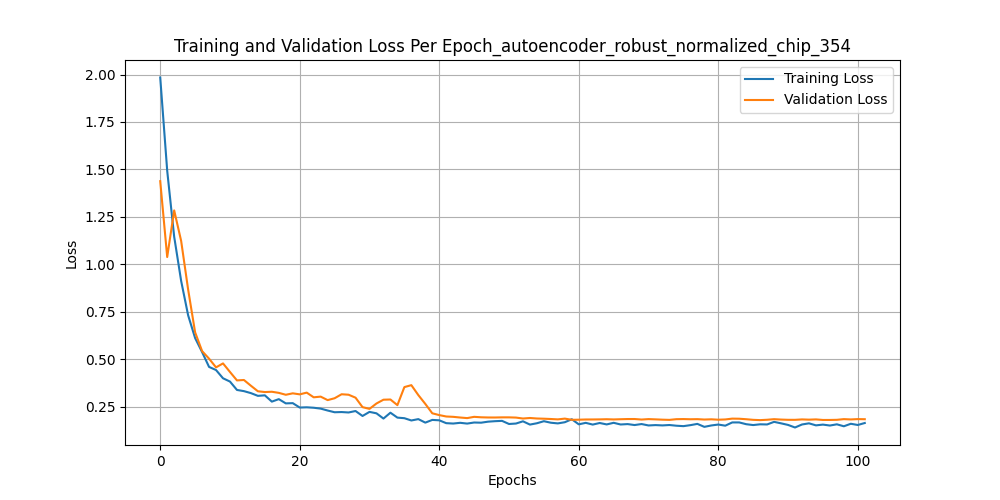 Training and Validation Loss Per Epoch_autoencoder_robust_normalized_chip_354
Training Loss
Validation Loss
2.00
1.75
1.50
1.25
1.00
0.75
0.50
0.25
Loss
0 20 40 60 80 100
Epochs